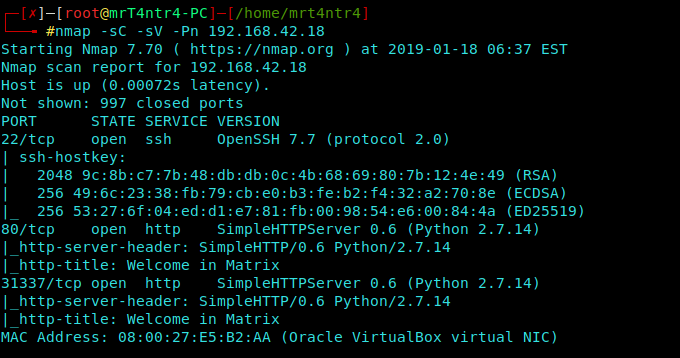 ┌─[✗]─[root@mrT4ntr4-PC]─[/home/mrt4ntr4]
└──╼ #nmap -sC -sV -Pn 192.168.42.18
Starting Nmap 7.70 ( https://nmap.org ) at 2019-01-18 06:37 EST
Nmap scan report for 192.168.42.18
Host is up (0.00072s latency).
Not shown: 997 closed ports
PORT      STATE SERVICE VERSION
22/tcp    open  ssh     OpenSSH 7.7 (protocol 2.0)
| ssh-hostkey:
|   2048 9c:8b:c7:7b:48:db:db:0c:4b:68:69:80:7b:12:4e:49 (RSA)
|   256 49:6c:23:38:fb:79:cb:e0:b3:fe:b2:f4:32:a2:70:8e (ECDSA)
|_  256 53:27:6f:04:ed:d1:e7:81:fb:00:98:54:e6:00:84:4a (ED25519)
80/tcp    open  http    SimpleHTTPServer 0.6 (Python 2.7.14)
|_http-server-header: SimpleHTTP/0.6 Python/2.7.14
|_http-title: Welcome in Matrix
31337/tcp open  http    SimpleHTTPServer 0.6 (Python 2.7.14)
|_http-server-header: SimpleHTTP/0.6 Python/2.7.14
|_http-title: Welcome in Matrix
MAC Address: 08:00:27:E5:B2:AA (Oracle VirtualBox virtual NIC)